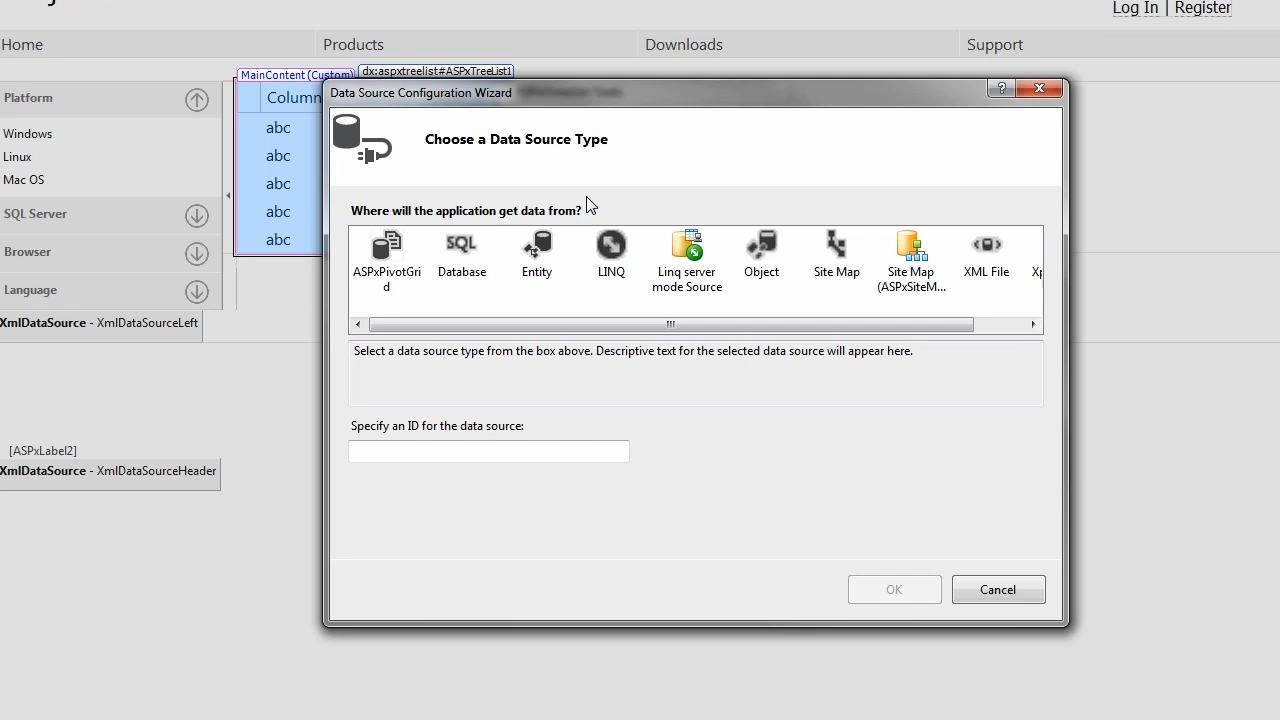 Log In | Register
Home
Products
Downloads
Support
MainContent (Custom)
dx:aspxtreelist#ASPxTreeList1
Platform
Windows
Linux
Mac OS
SQL Server
Browser
Language
XmlDataSource - XmlDataSourceLeft
[ASPxLabel2]
XmlDataSource - XmlDataSourceHeader
Column
abc
abc
abc
abc
abc
Data Source Configuration Wizard
Choose a Data Source Type
Where will the application get data from?
ASPxPivotGri
d
Database
Entity
LINQ
Linq server
mode Source
Object
Site Map
Site Map
(ASPxSiteM...
XML File
SQL
Select a data source type from the box above. Descriptive text for the selected data source will appear here.
Specify an ID for the data source:
OK
Cancel